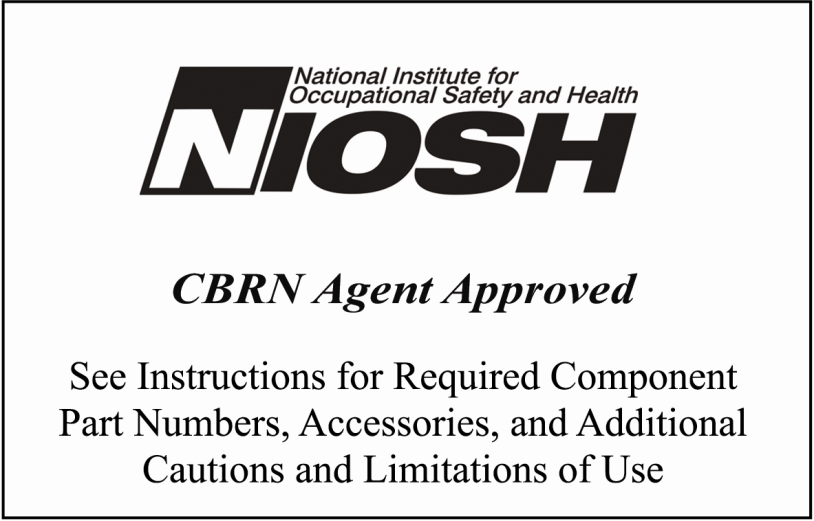 National Institute for
Occupational Safety and Health
NIOSH
CBRN Agent Approved
See Instructions for Required Component
Part Numbers, Accessories, and Additional
Cautions and Limitations of Use